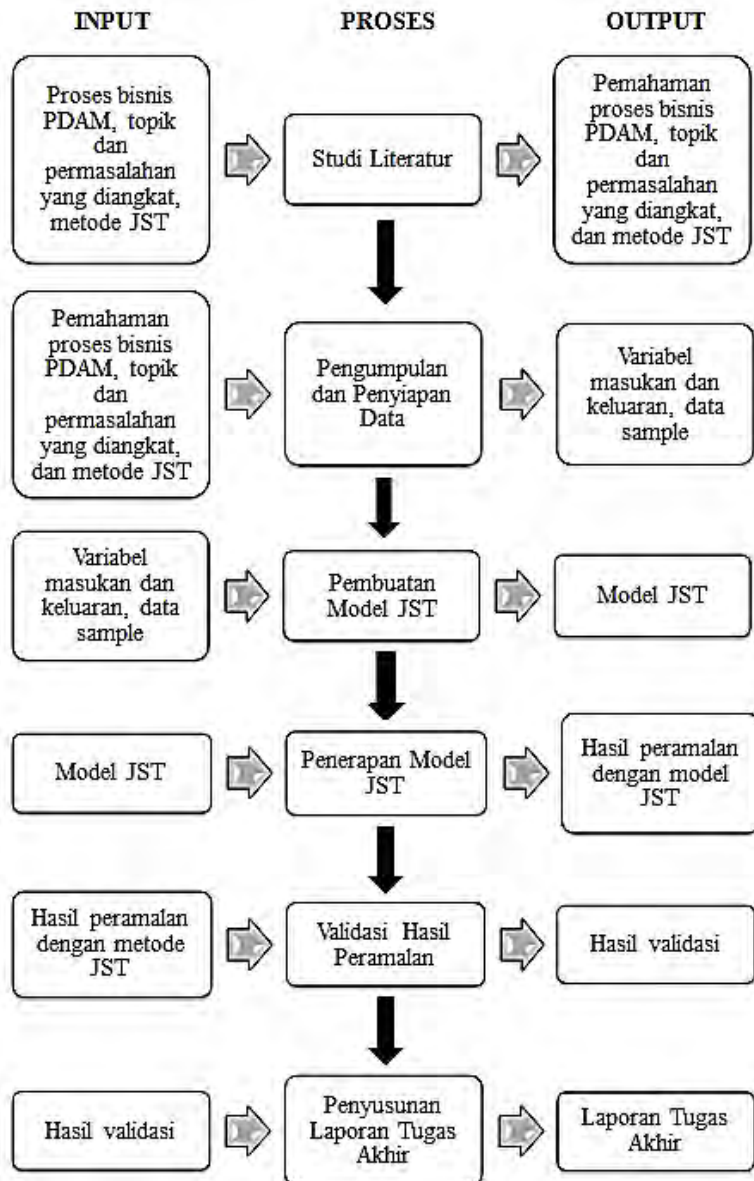 INPUT
PROSES
OUTPUT
Proses bisnis
PDAM, topik
dan
permasalahan
yang diangkat,
metode JST
Studi Literatur
Pemahaman
proses bisnis
PDAM, topik
dan
permasalahan
yang diangkat,
dan metode JST
Pemahaman
proses bisnis
PDAM, topik
dan
permasalahan
yang diangkat,
dan metode JST
Pengumpulan
dan Penyiapan
Data
Variabel
masukan dan
keluaran, data
sample
Variabel
masukan dan
keluaran, data
sample
Pembuatan
Model JST
Model JST
Model JST
Penerapan Model
JST
Hasil peramalan
dengan model
JST
Hasil peramalan
dengan metode
JST
Validasi Hasil
Peramalan
Hasil validasi
Hasil validasi
Penyusunan
Laporan Tugas
Akhir
Laporan Tugas
Akhir